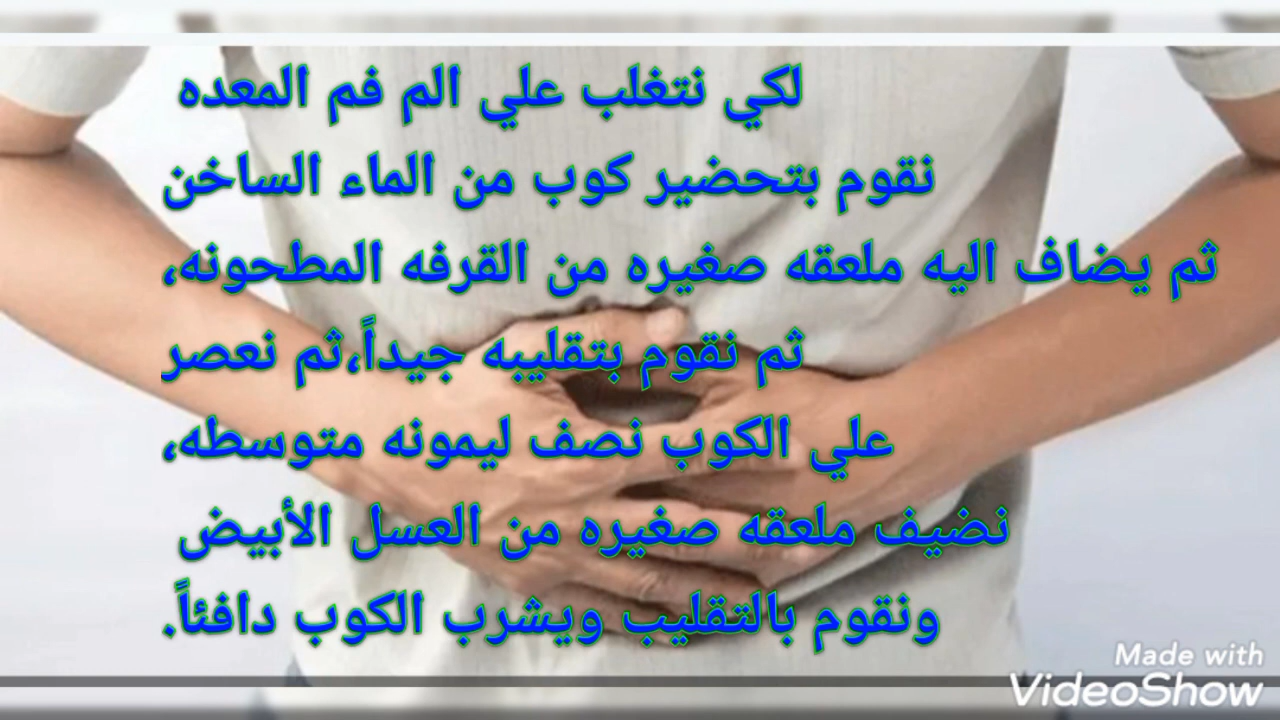 لكي نتغلب علي الم فم المعده
نقوم بتحضير كوب من الماء الساخن
ثم يضاف اليه ملعقه صغيره من القرفه المطحونه،
ثم نقوم بتقليبه جيداً،ثم نعصر
علي الكوب نصف ليمونه متوسطه،
نضيف ملعقه صغيره من العسل الأبيض
ونقوم بالتقليب ويشرب الكوب دافئاً.
Made with
VideoShow